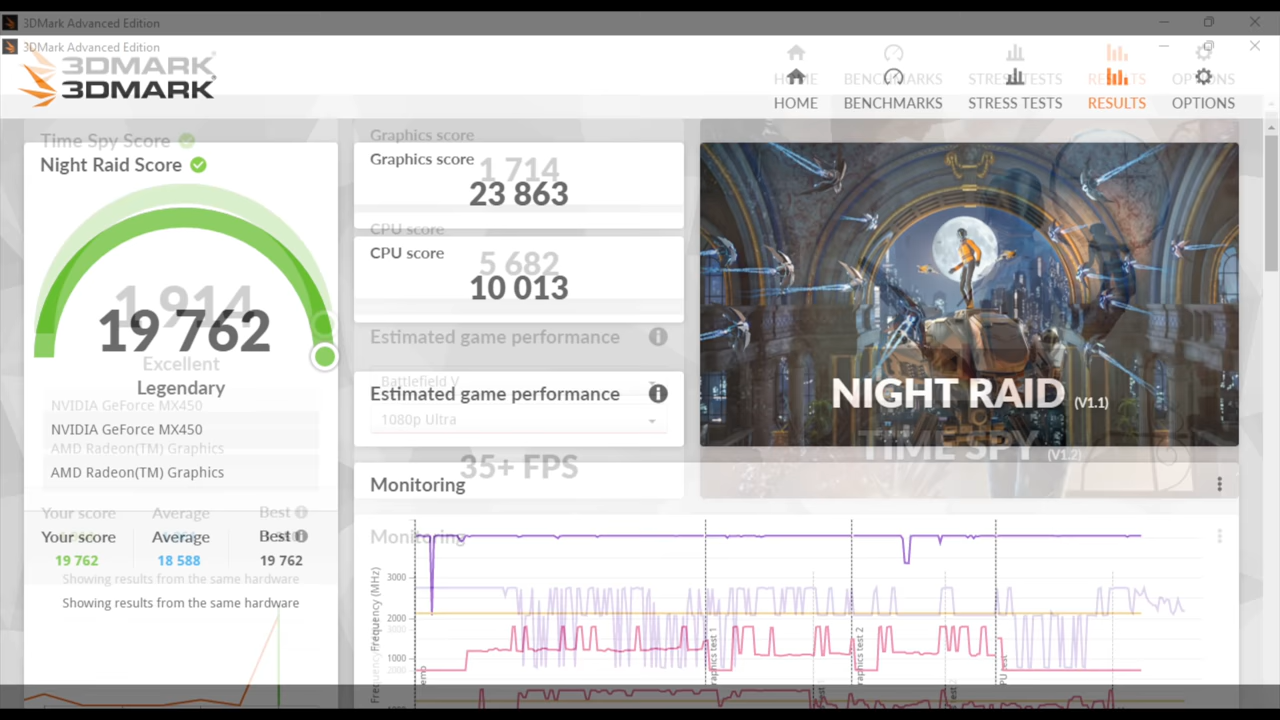 3DMark Advanced Edition
3DMark Advanced Edition
3DMARK
3DMARK
HOME BENCHMARKS STRESS TESTS RESULTS OPTIONS
HOME BENCHMARKS STRESS TESTS RESULTS OPTIONS
Time Spy Score
Night Raid Score
1 914
19 762
Excellent
Legendary
NVIDIA GeForce MX450
NVIDIA GeForce MX450
AMD Radeon(TM) Graphics
AMD Radeon(TM) Graphics
Your score Average Best
Your score Average Best
19 762 18 588 19 762
Showing results from the same hardware
Showing results from the same hardware
Graphics score
Graphics score
1 714
23 863
CPU score
CPU score
5 682
10 013
Estimated game performance
Battlefield V
Estimated game performance
1080p Ultra
35+ FPS
NIGHT RAID (V1.1)
TIME SPY (V1.2)
Monitoring
Monitoring
Frequency (MHz)
3000
2000
1000
raphics test 1
raphics test 2